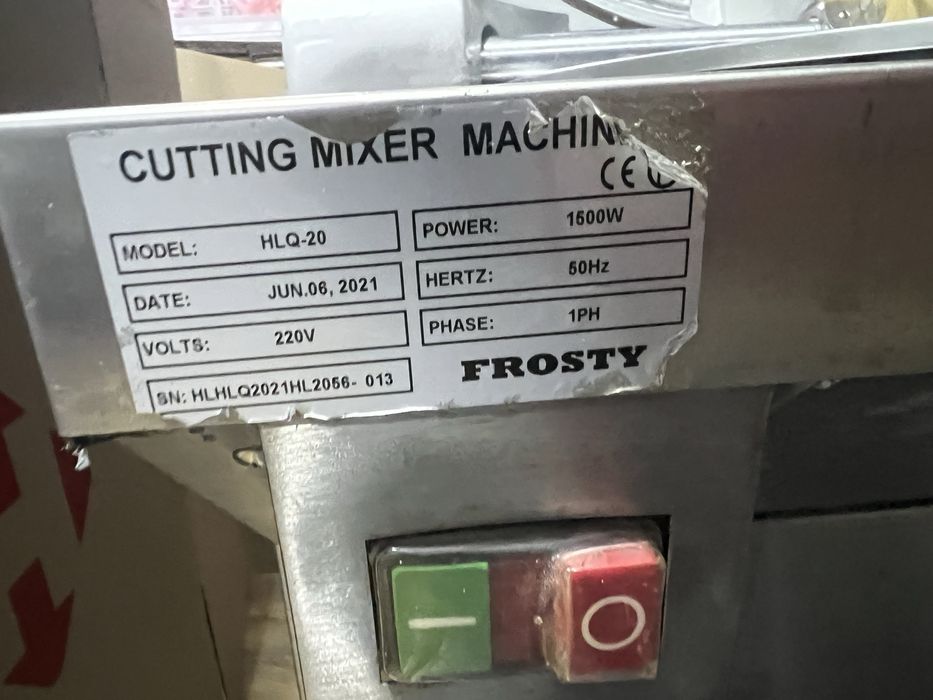 CUTTING MIXER MACHIN
CE
MODEL: HLQ-20
POWER: 1500W
DATE: JUN.06, 2021
HERTZ: 50Hz
VOLTS: 220V
PHASE: 1PH
SN: HLHLQ2021HL2056- 013
FROSTY